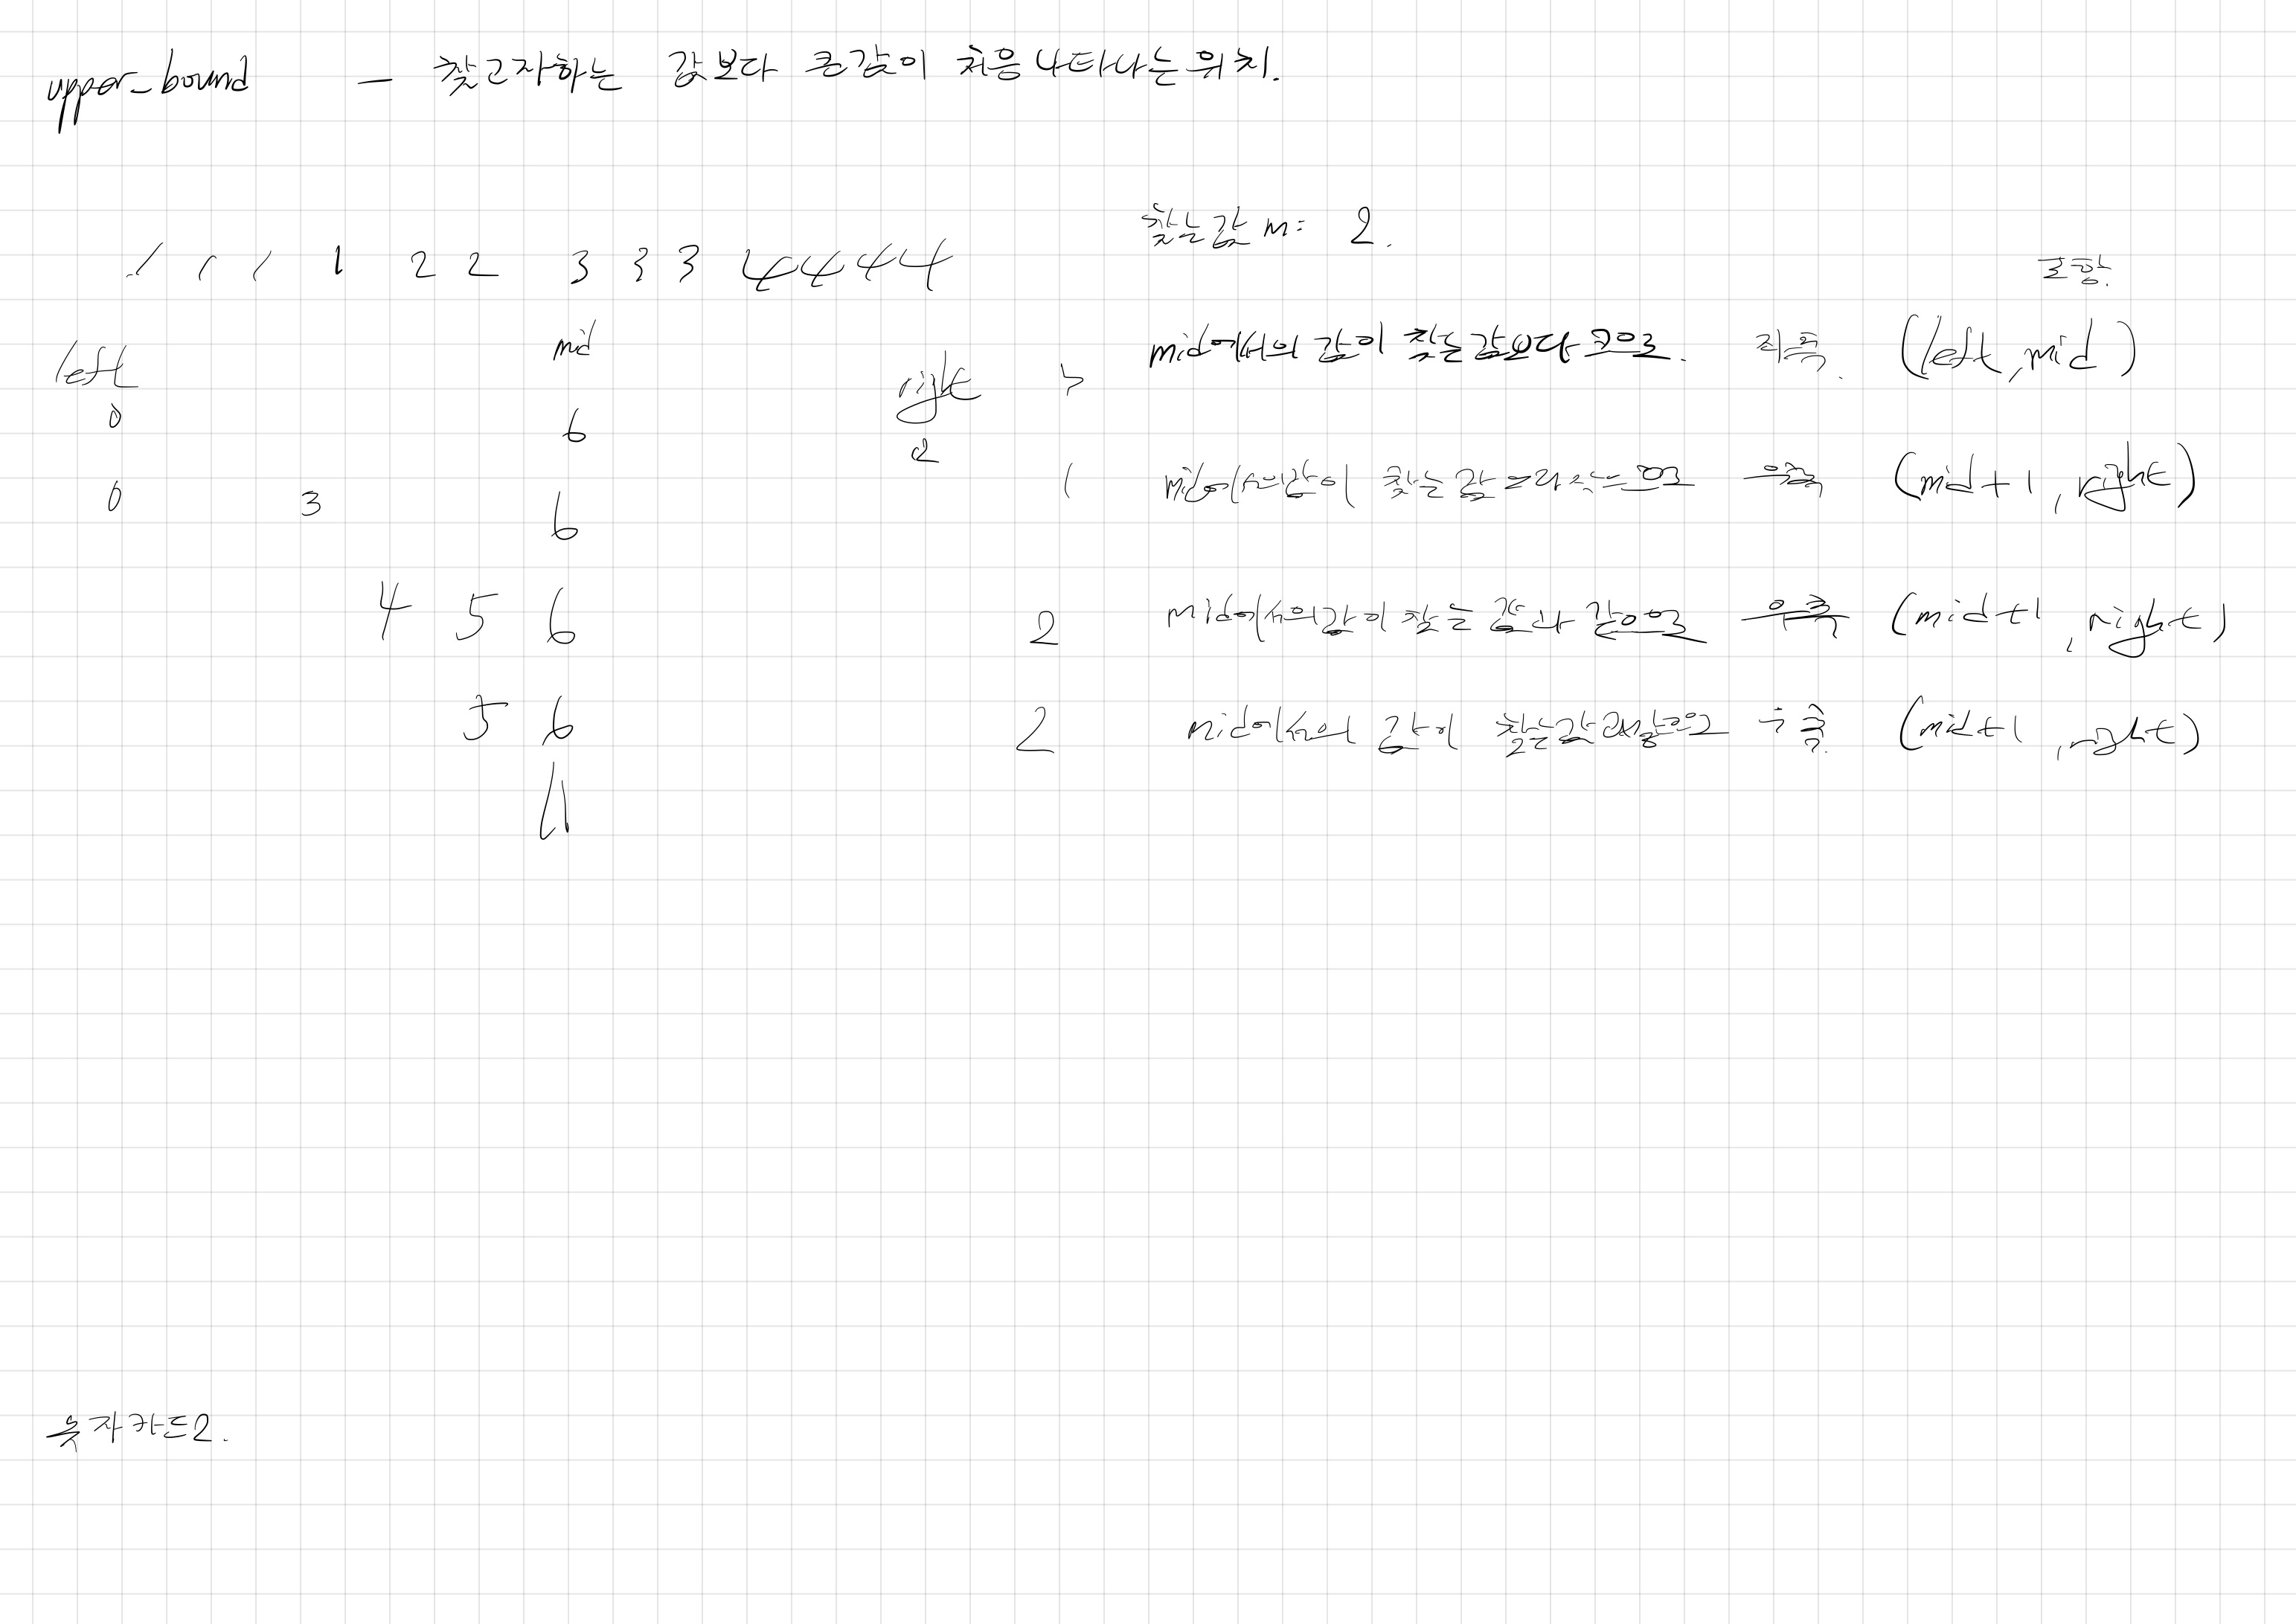 upper_bound — 찾고자하는 값보다 큰값이 처음 나타나는위치.
찾는값 m: 2.
1 1 1 1 2 2 3 3 3 4 4 4 4
포함.
left mid right
mid에서의 값이 찾는값보다 크으로. 좌측. (left, mid)
0 6
0 3 6
1 mid에서의값이 찾는 값보다 작으므로 우측 (mid+1, right)
4 5 6 2 mid에서의값이 찾는 값과 같으므로 우측 (mid+1, right)
5 6 2 mid에서의 값이 찾는값과같으므로 우측. (mid+1, right)
숫자카드2.